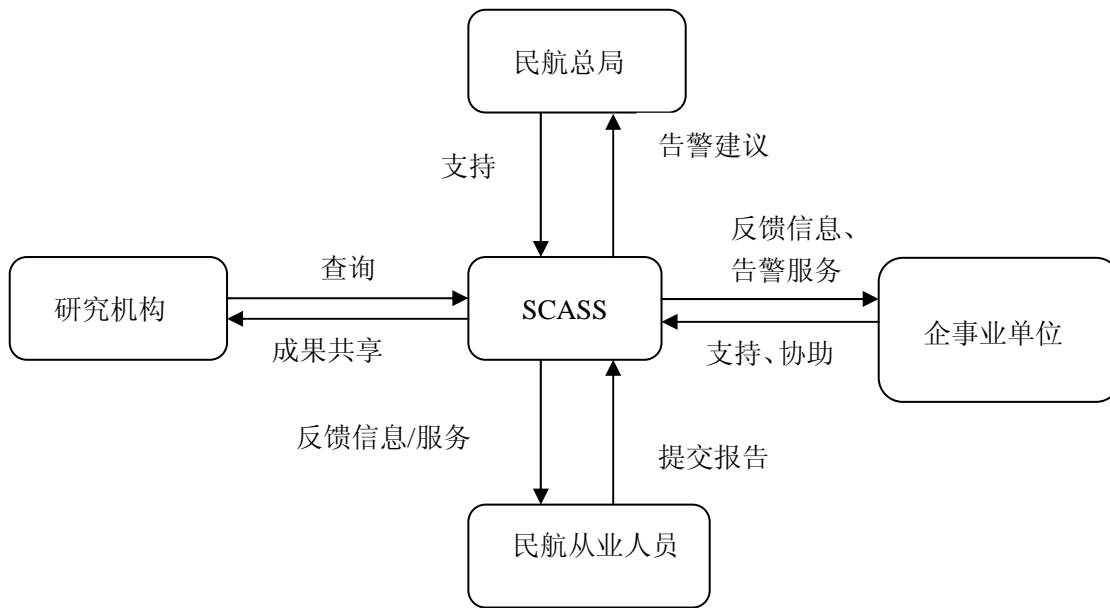 民航总局
支持
告警建议
反馈信息、
告警服务
研究机构
查询
成果共享
SCASS
支持、协助
企事业单位
反馈信息/服务
提交报告
民航从业人员